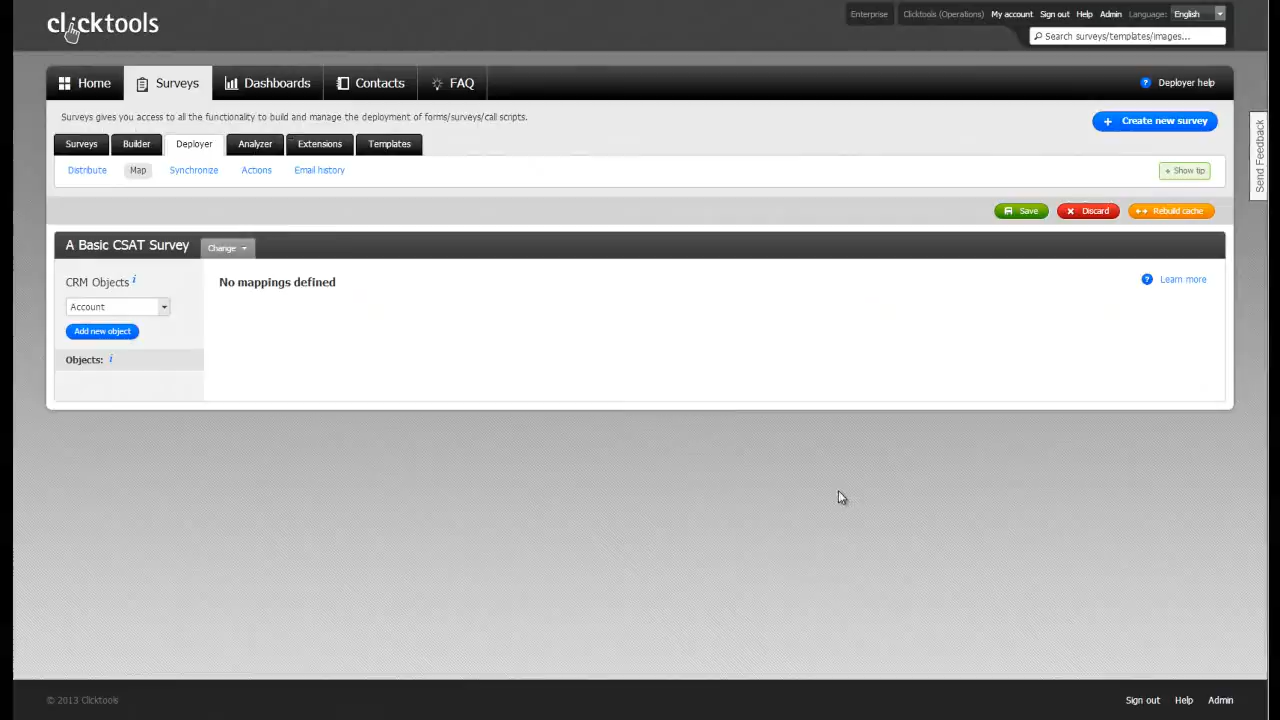 clicktools
Enterprise
Clicktools (Operations) My account Sign out Help Admin Language: English
Search surveys/templates/images...
Home Surveys Dashboards Contacts FAQ
? Deployer help
Surveys gives you access to all the functionality to build and manage the deployment of forms/surveys/call scripts.
+ Create new survey
Surveys Builder Deployer Analyzer Extensions Templates
Distribute Map Synchronize Actions Email history
+ Show tip
Save Discard Rebuild cache
A Basic CSAT Survey Change
CRM Objects i
No mappings defined
? Learn more
Account
Add new object
Objects: i
Send Feedback
© 2013 Clicktools
Sign out Help Admin